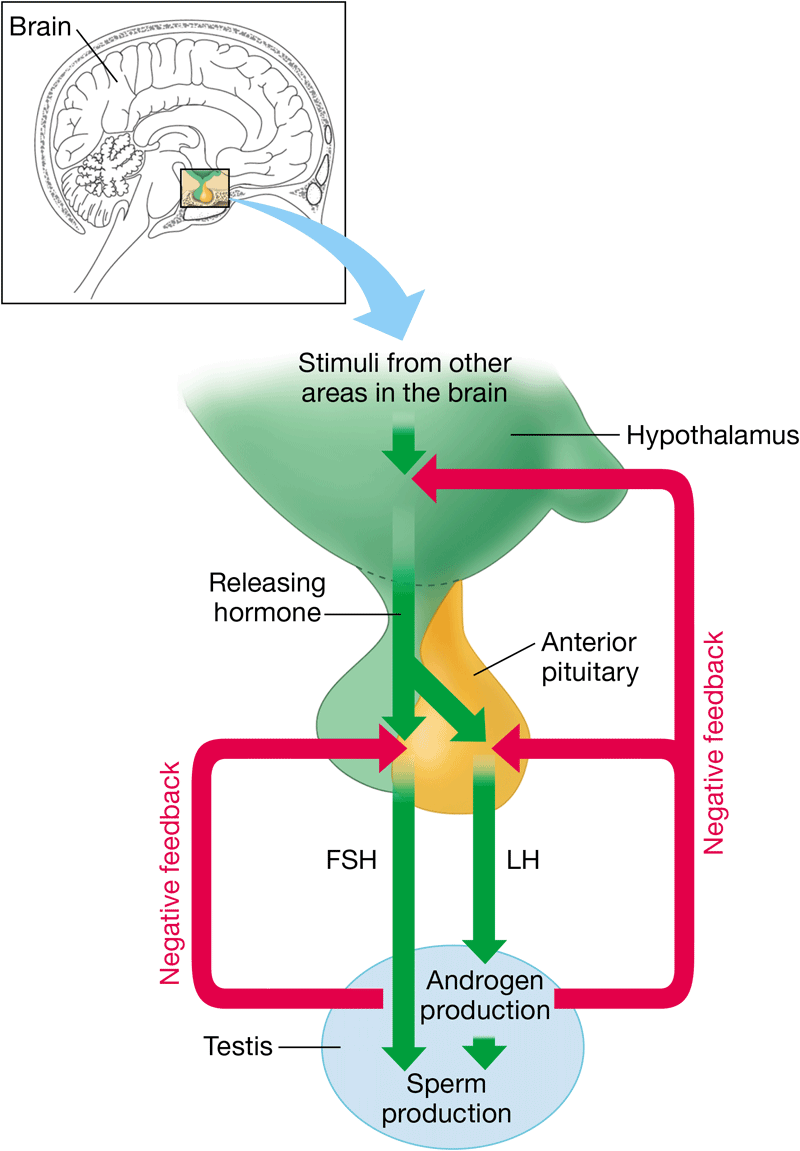 Brain
Stimuli from other
areas in the brain
Hypothalamus
Releasing
hormone
Anterior
pituitary
Negative feedback
Negative feedback
FSH
LH
Androgen
production
Testis
Sperm
production